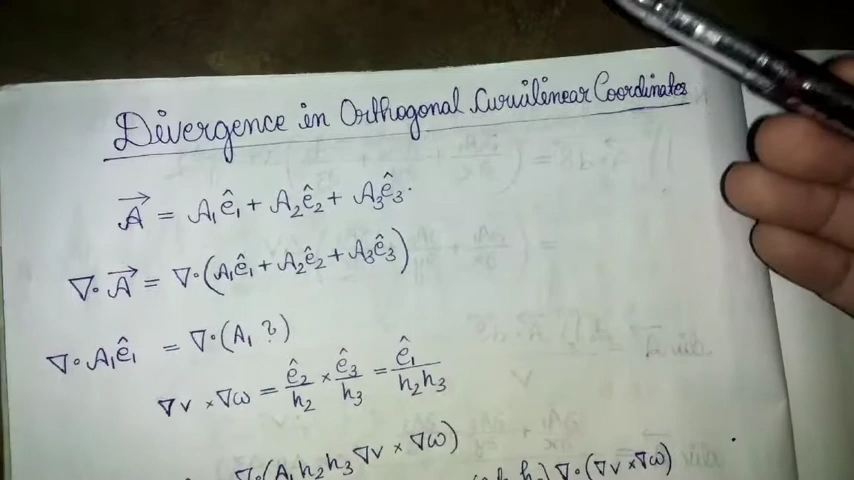 Divergence in Orthogonal Curvilinear Coordinates
A⃗ = A₁ê₁ + A₂ê₂ + A₃ê₃.
∇·A⃗ = ∇·(A₁ê₁ + A₂ê₂ + A₃ê₃)
∇·A₁ê₁ = ∇·(A₁ ?)
∇v × ∇ω = ê₂/h₂ × ê₃/h₃ = ê₁/h₂h₃
∇·(A₁h₂h₃ ∇v × ∇ω)
∇·(∇v × ∇ω)